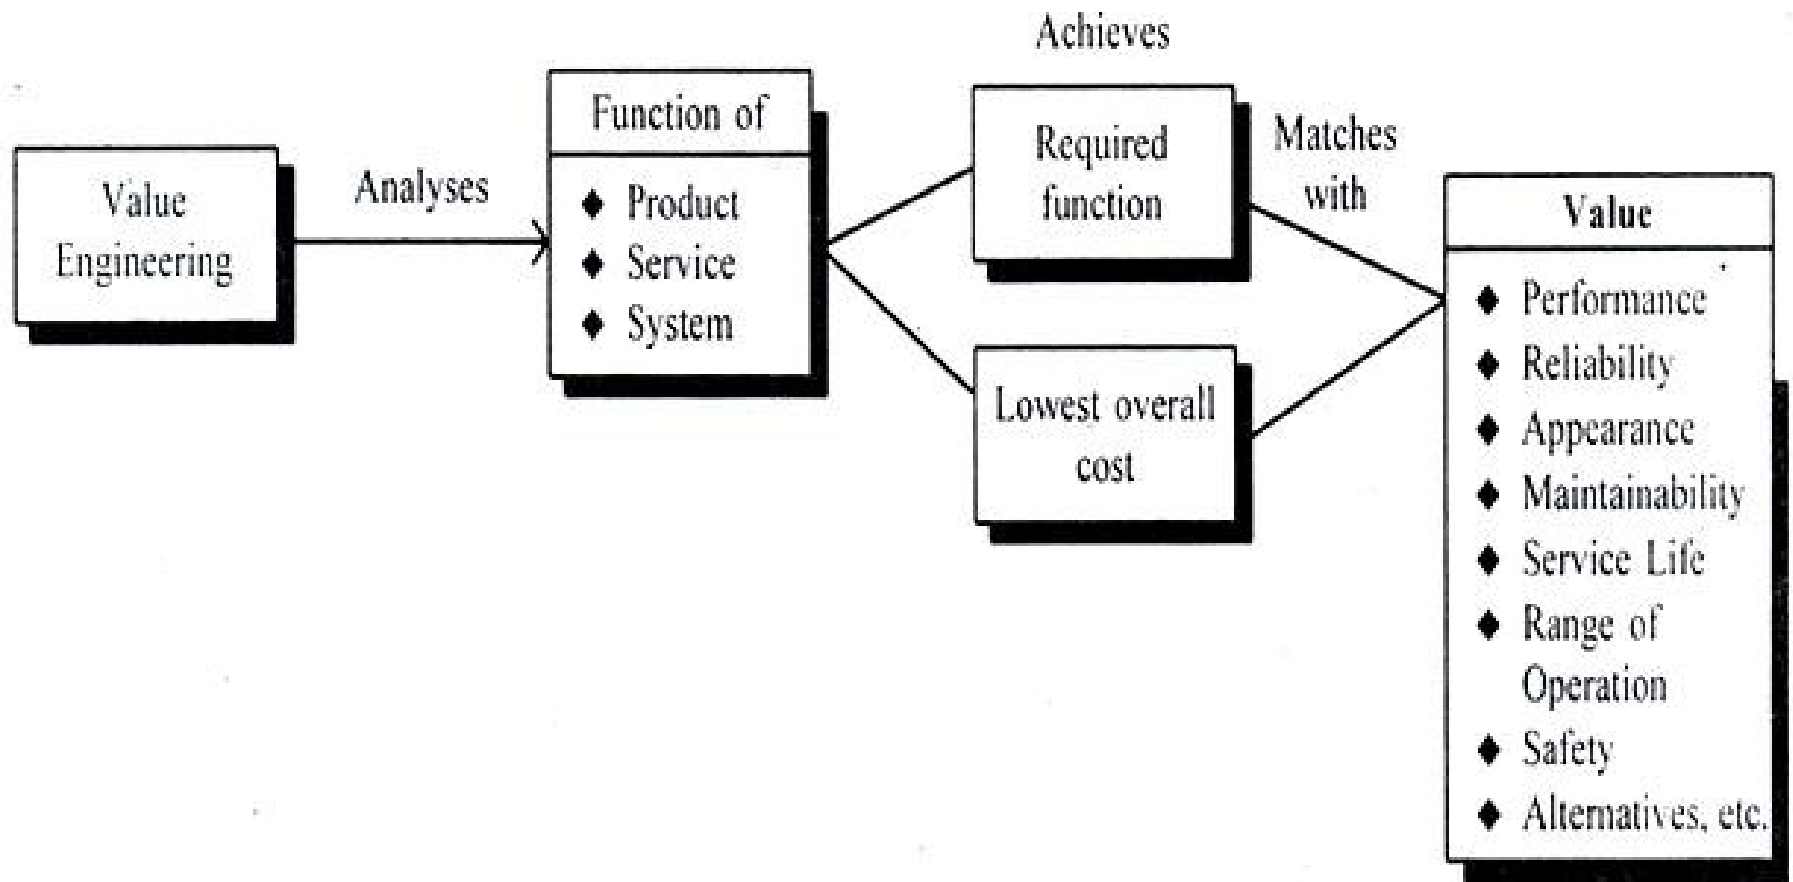 Value
Engineering
Analyses
Function of
♦ Product
♦ Service
♦ System
Achieves
Required
function
Lowest overall
cost
Matches
with
Value
♦ Performance
♦ Reliability
♦ Appearance
♦ Maintainability
♦ Service Life
♦ Range of
Operation
♦ Safety
♦ Alternatives, etc.